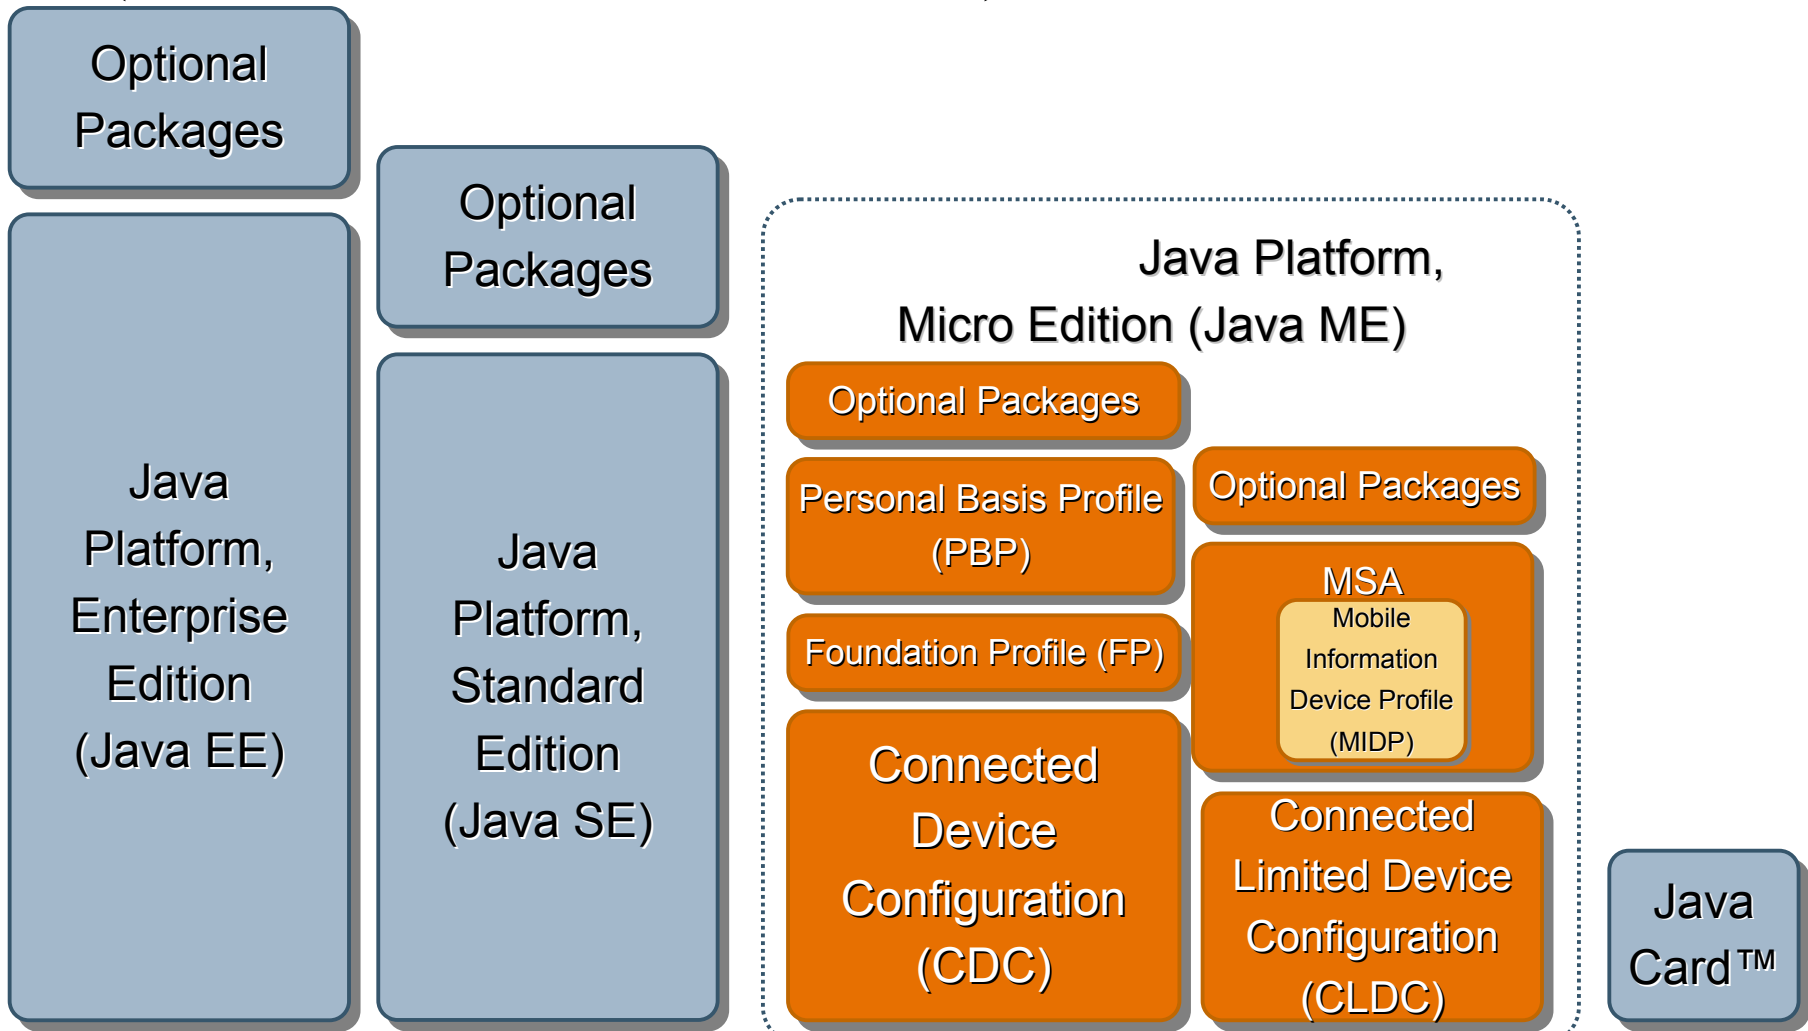 Optional
Packages
Java
Platform,
Enterprise
Edition
(Java EE)
Optional
Packages
Java
Platform,
Standard
Edition
(Java SE)
Java Platform,
Micro Edition (Java ME)
Optional Packages
Personal Basis Profile
(PBP)
Foundation Profile (FP)
Connected
Device
Configuration
(CDC)
Optional Packages
MSA
Mobile
Information
Device Profile
(MIDP)
Connected
Limited Device
Configuration
(CLDC)
Java
Card™